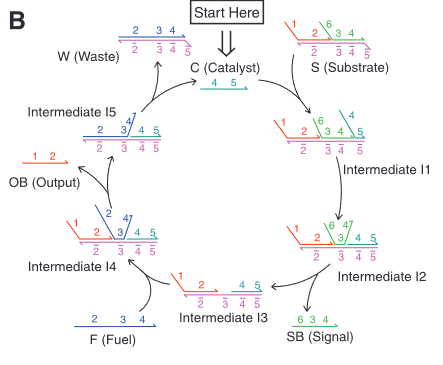 B
Start Here
2 3 4
2 3 4 5
W (Waste)
C (Catalyst)
4 5
1 6
2 3 4
2 3 4 5
S (Substrate)
Intermediate I5
4
2 3 4 5
2 3 4 5
1 6 4
2 3 4 5
2 3 4 5
Intermediate I1
1 2
OB (Output)
2 4
1 2 3 4 5
2 3 4 5
Intermediate I4
6 4
1 2 3 4 5
2 3 4 5
Intermediate I2
1 2 4 5
2 3 4 5
Intermediate I3
2 3 4
F (Fuel)
6 3 4
SB (Signal)